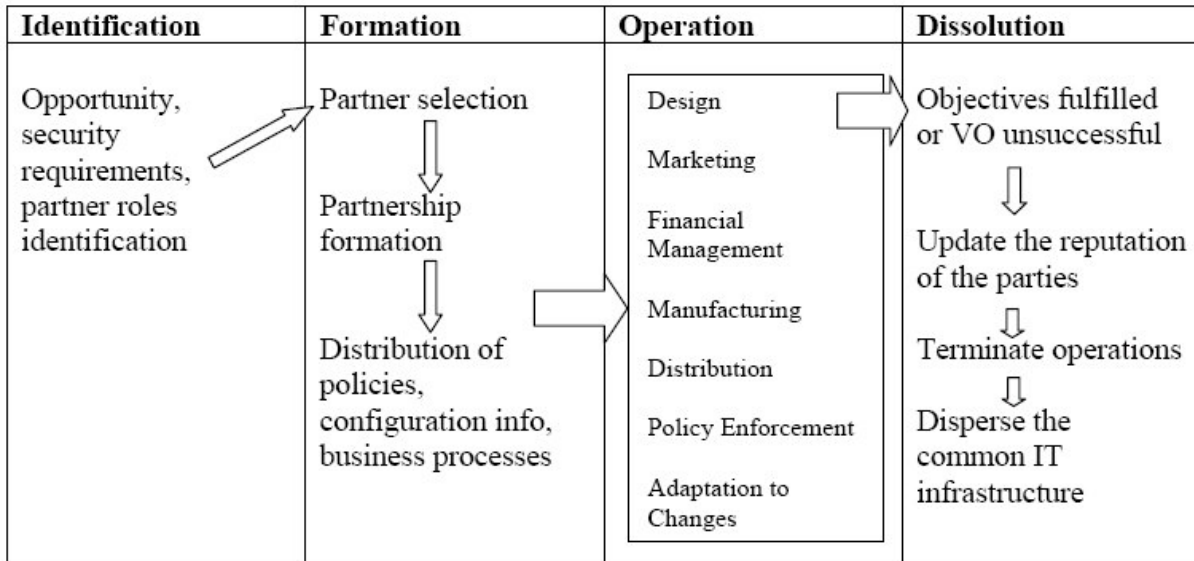 Identification
Formation
Operation
Dissolution
Opportunity,
security
requirements,
partner roles
identification
Partner selection
Partnership
formation
Distribution of
policies,
configuration info,
business processes
Design
Marketing
Financial
Management
Manufacturing
Distribution
Policy Enforcement
Adaptation to
Changes
Objectives fulfilled
or VO unsuccessful
Update the reputation
of the parties
Terminate operations
Disperse the
common IT
infrastructure